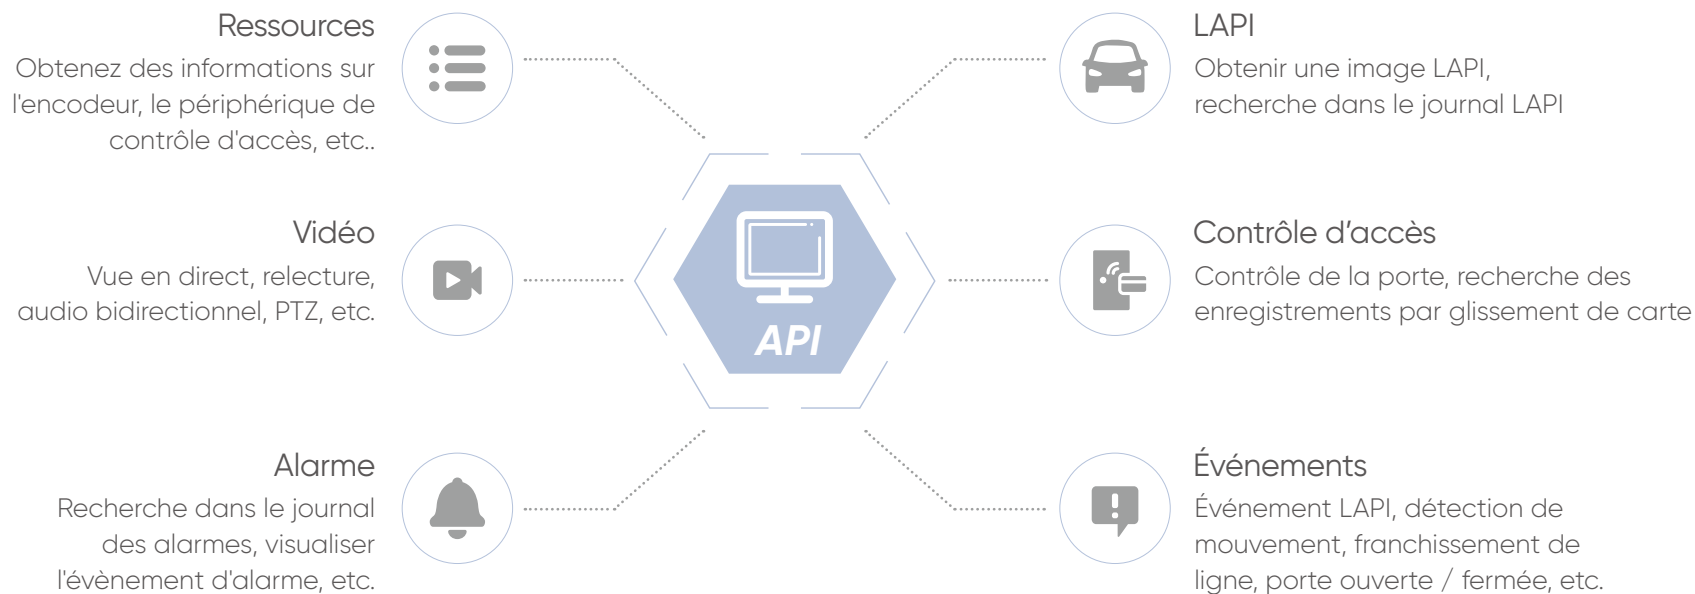 Ressources
Obtenez des informations sur
l'encodeur, le périphérique de
contrôle d'accès, etc..
Vidéo
Vue en direct, relecture,
audio bidirectionnel, PTZ, etc.
Alarme
Recherche dans le journal
des alarmes, visualiser
l'évènement d'alarme, etc.
API
LAPI
Obtenir une image LAPI,
recherche dans le journal LAPI
Contrôle d’accès
Contrôle de la porte, recherche des
enregistrements par glissement de carte
Événements
Événement LAPI, détection de
mouvement, franchissement de
ligne, porte ouverte / fermée, etc.